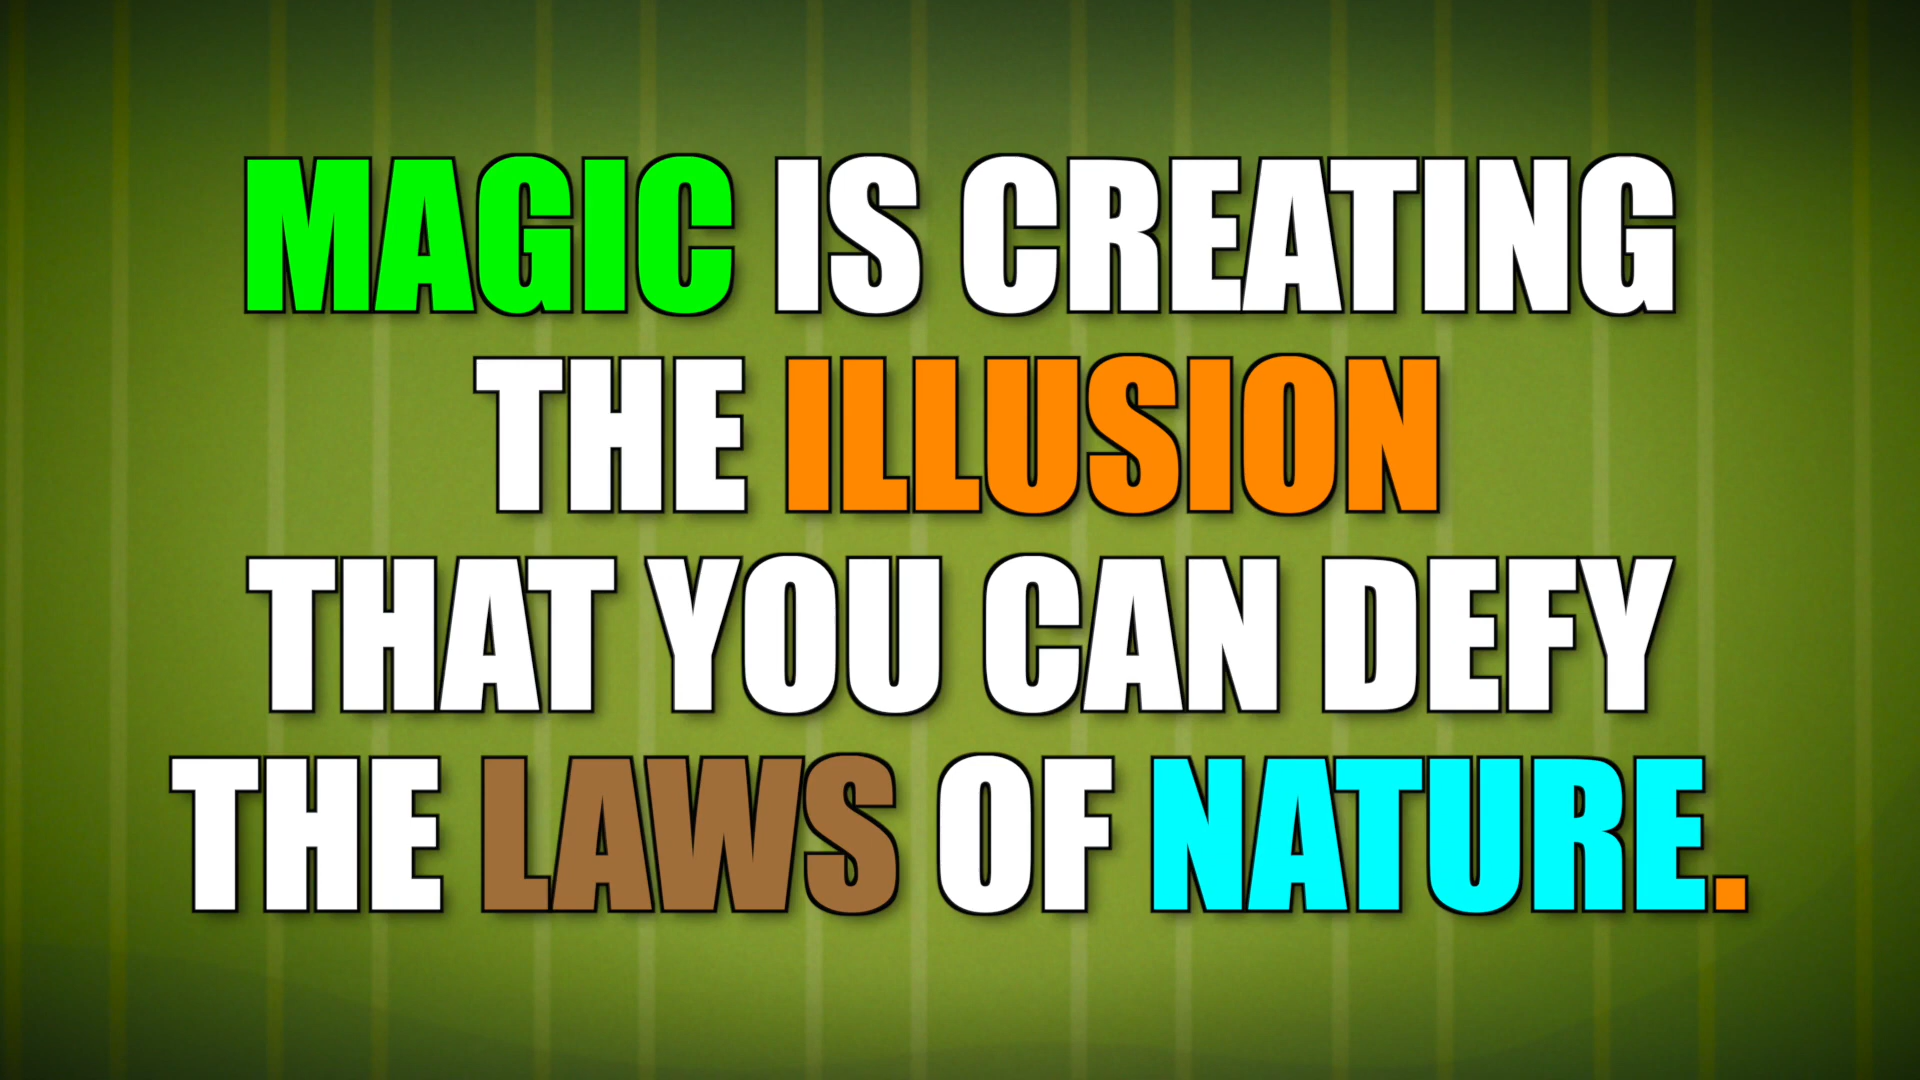 MAGIC IS CREATING
THE ILLUSION
THAT YOU CAN DEFY
THE LAWS OF NATURE.